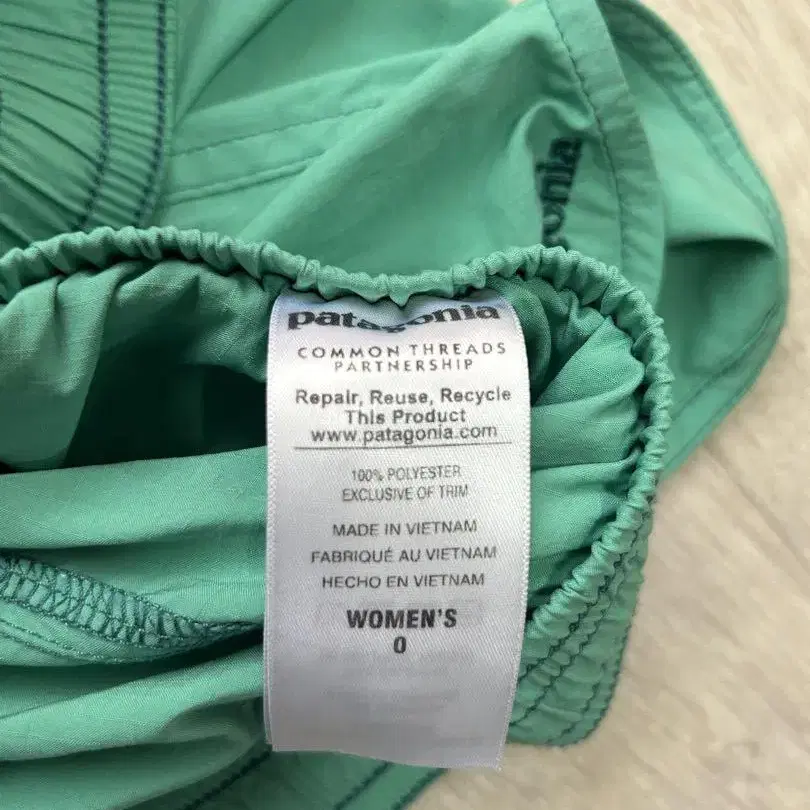 patagonia
COMMON THREADS
PARTNERSHIP
Repair, Reuse, Recycle
This Product
www.patagonia.com
100% POLYESTER
EXCLUSIVE OF TRIM
MADE IN VIETNAM
FABRIQUÉ AU VIETNAM
HECHO EN VIETNAM
WOMEN'S
0